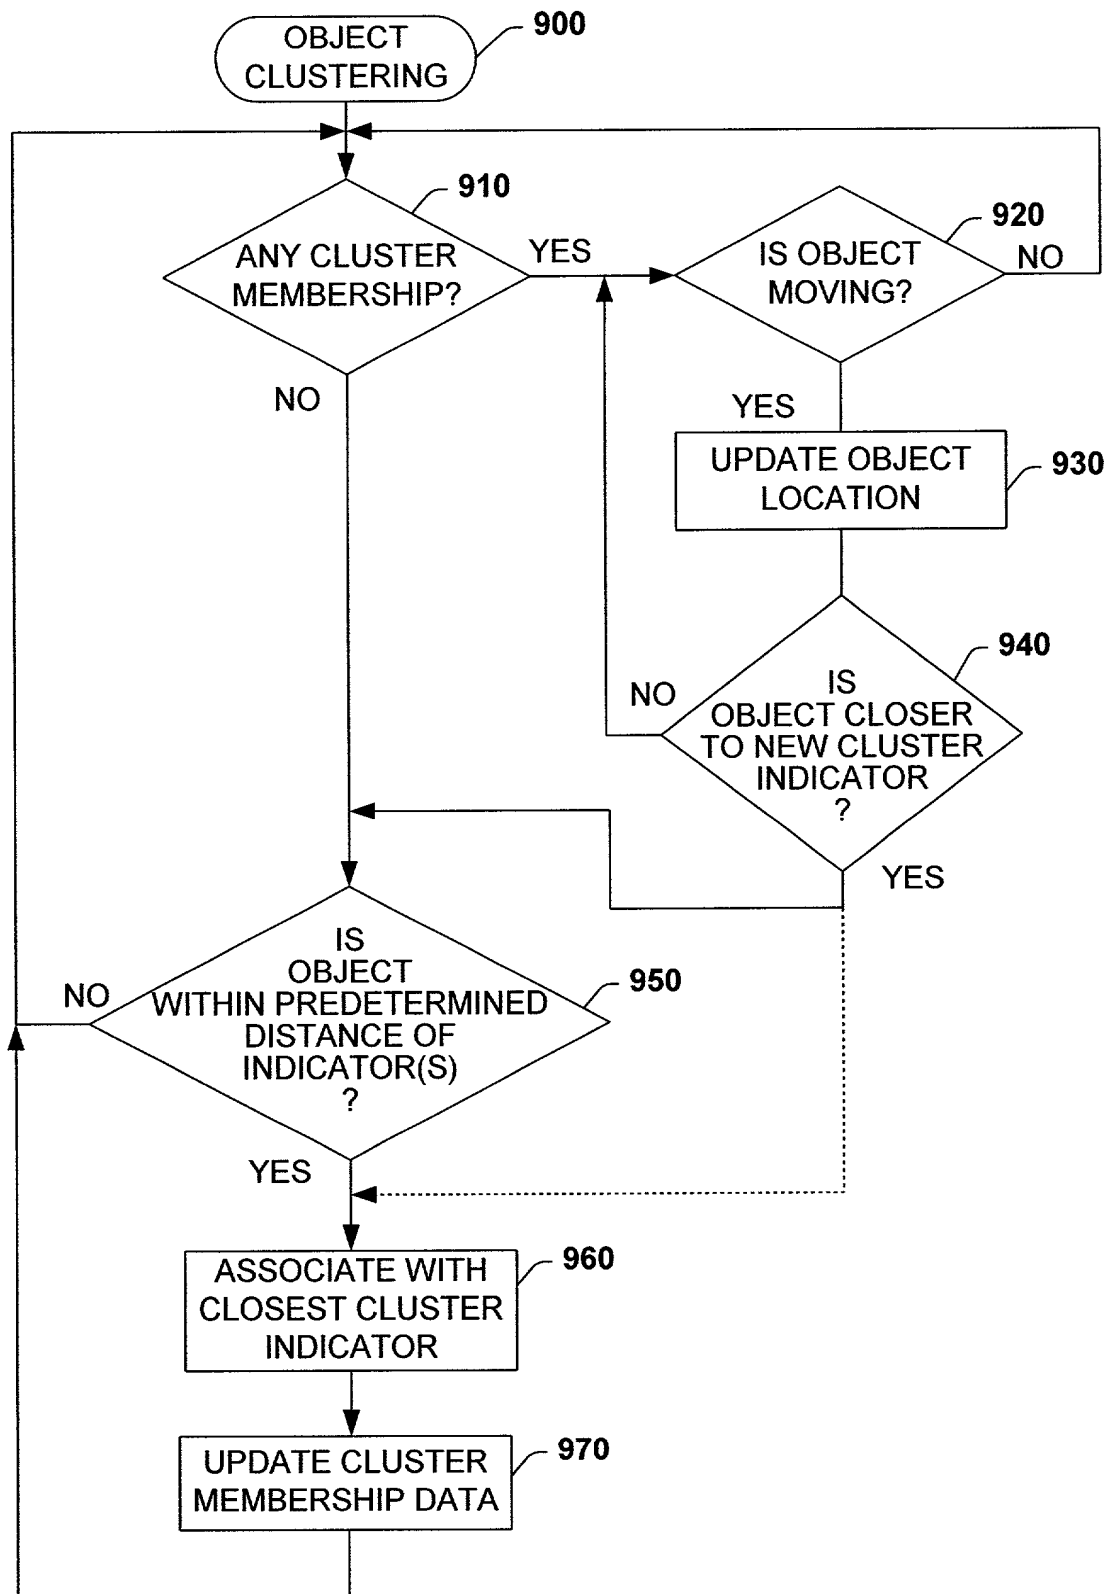 OBJECT
CLUSTERING
900
910
ANY CLUSTER
MEMBERSHIP?
YES
NO
920
IS OBJECT
MOVING?
NO
YES
UPDATE OBJECT
LOCATION
930
940
IS
OBJECT CLOSER
TO NEW CLUSTER
INDICATOR
?
NO
YES
950
IS
OBJECT
WITHIN PREDETERMINED
DISTANCE OF
INDICATOR(S)
?
NO
YES
ASSOCIATE WITH
CLOSEST CLUSTER
INDICATOR
960
UPDATE CLUSTER
MEMBERSHIP DATA
970